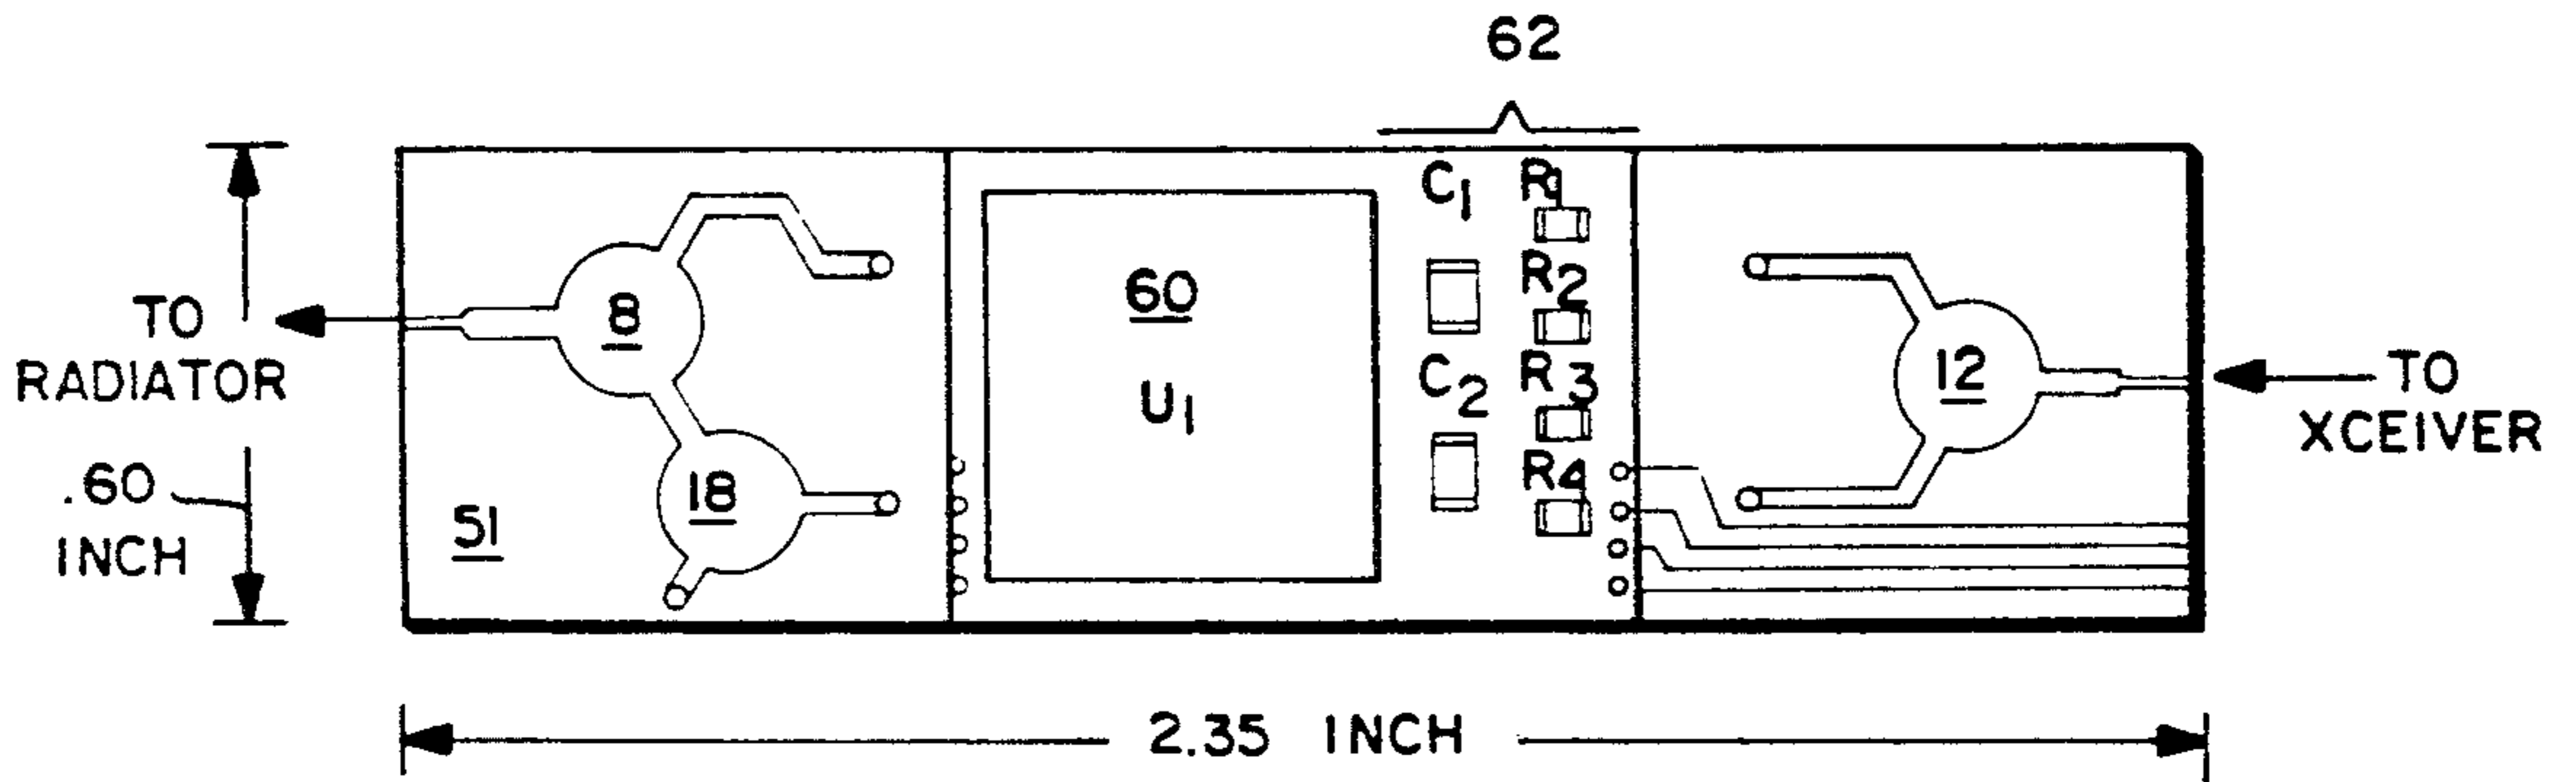 62
C1
R1
R2
C2
R3
R4
60
U1
8
18
51
12
TO
RADIATOR
.60
INCH
TO
XCEIVER
2.35 INCH